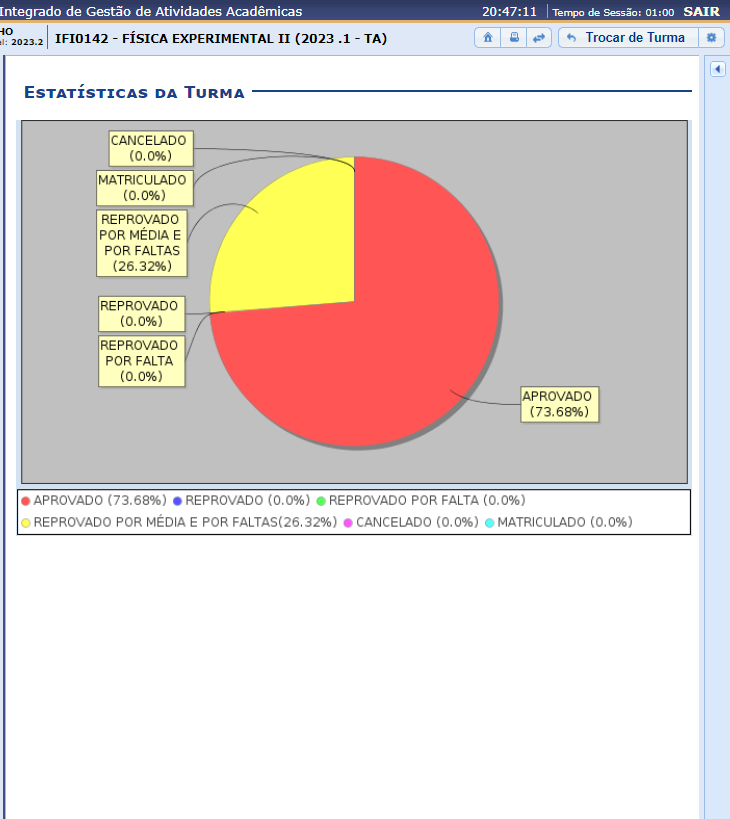 Integrado de Gestão de Atividades Acadêmicas 20:47:11 Tempo de Sessão: 01:00 SAIR
HO
el: 2023.2
IFI0142 - FÍSICA EXPERIMENTAL II (2023 .1 - TA) Trocar de Turma
ESTATÍSTICAS DA TURMA
CANCELADO
(0.0%)
MATRICULADO
(0.0%)
REPROVADO
POR MÉDIA E
POR FALTAS
(26.32%)
REPROVADO
(0.0%)
REPROVADO
POR FALTA
(0.0%)
APROVADO
(73.68%)
APROVADO (73.68%) REPROVADO (0.0%) REPROVADO POR FALTA (0.0%)
REPROVADO POR MÉDIA E POR FALTAS(26.32%) CANCELADO (0.0%) MATRICULADO (0.0%)